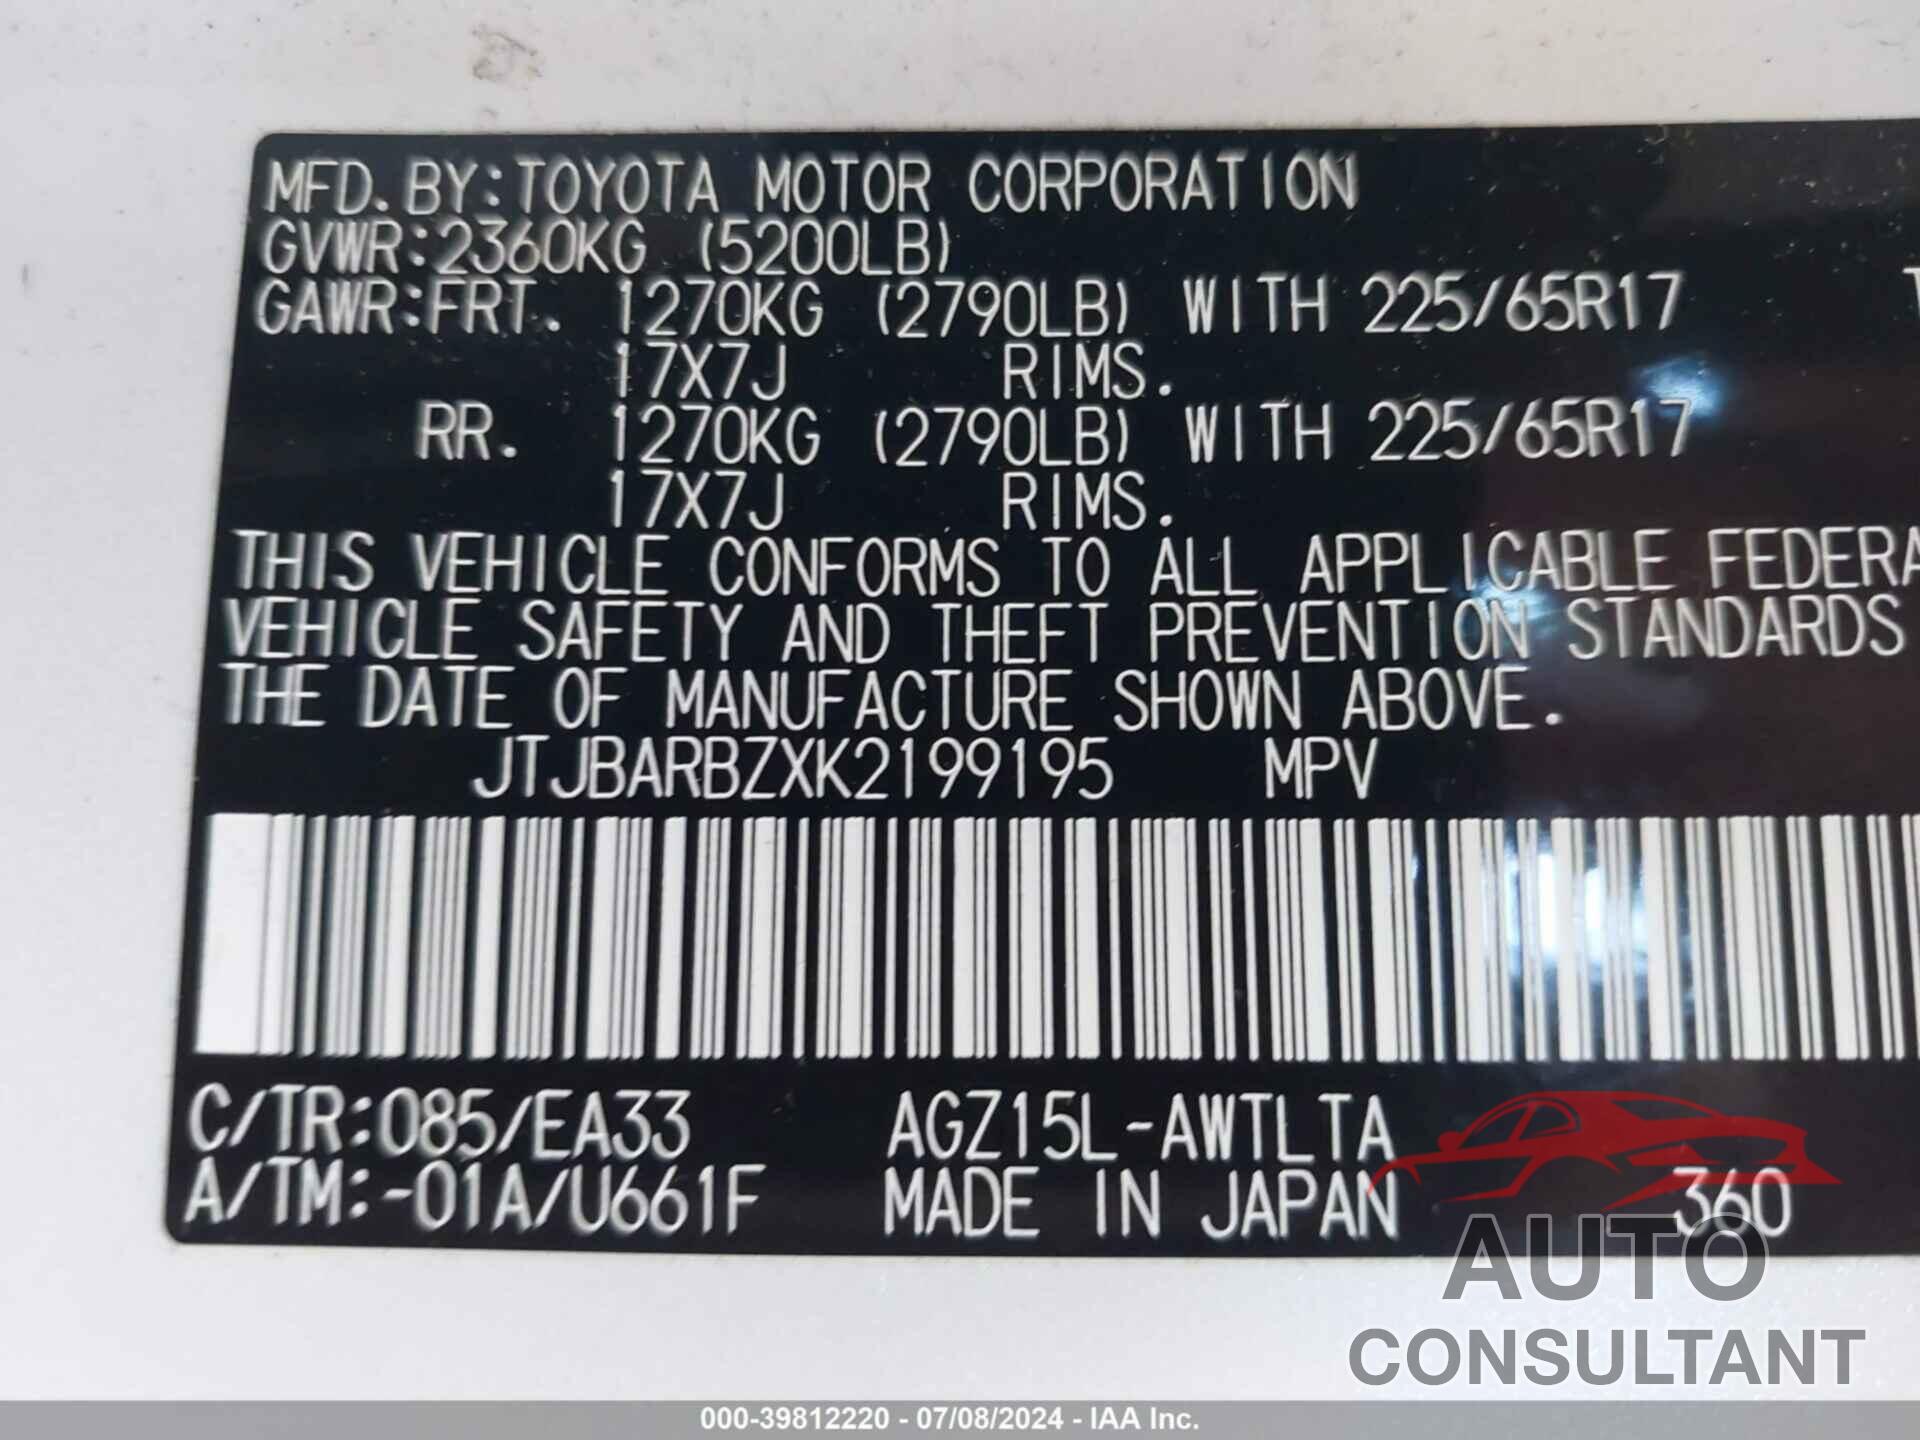 MFD.BY:TOYOTA MOTOR CORPORATION
GVWR:2360KG (5200LB)
GAWR:FRT. 1270KG (2790LB) WITH 225/65R17
17X7J RIMS.
RR. 1270KG (2790LB) WITH 225/65R17
17X7J RIMS.
THIS VEHICLE CONFORMS TO ALL APPLICABLE FEDERA
VEHICLE SAFETY AND THEFT PREVENTION STANDARDS
THE DATE OF MANUFACTURE SHOWN ABOVE.
JTJBARBZXK2199195 MPV
C/TR:085/EA33 AGZ15L-AWTLTA
A/TM:-01A/U661F MADE IN JAPAN 360
AUTO
CONSULTANT
000-39812220 - 07/08/2024 - IAA Inc.